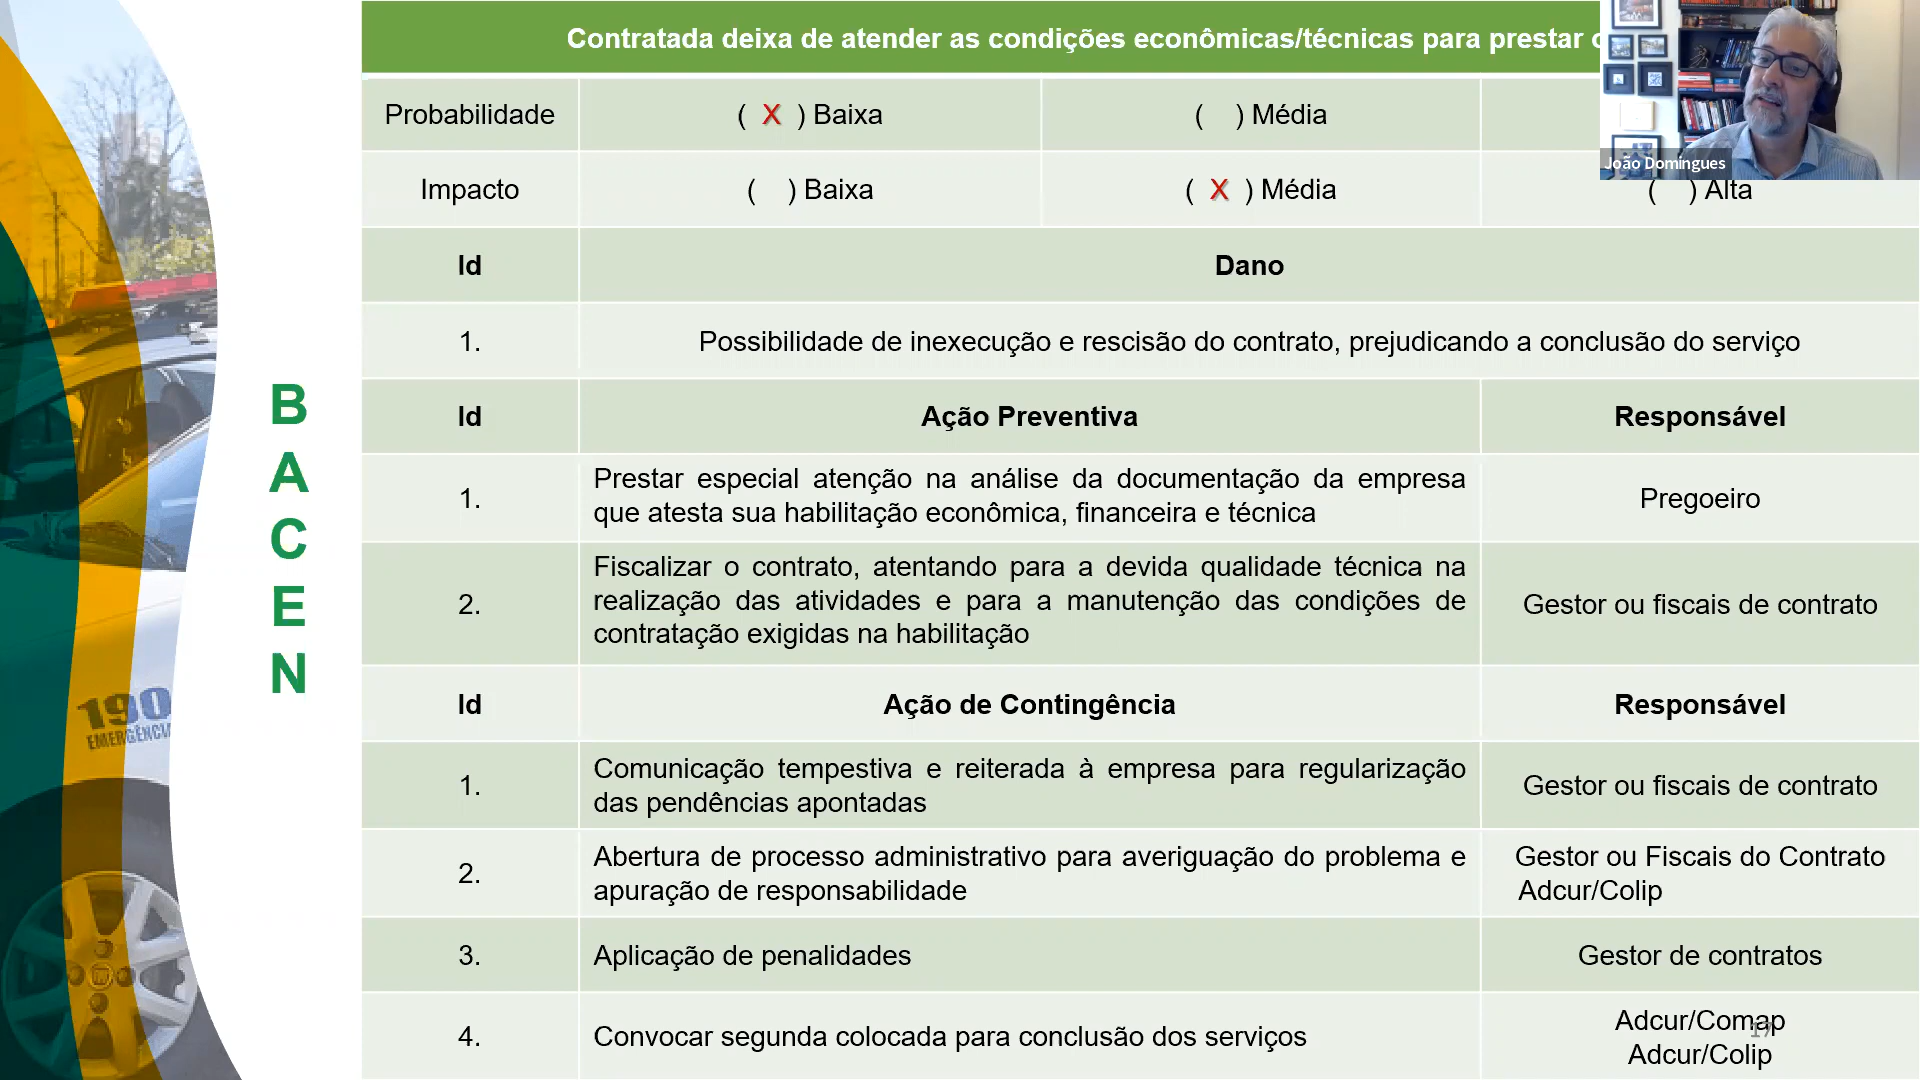 Contratada deixa de atender as condições econômicas/técnicas para prestar
João Domingues
Probabilidade ( X ) Baixa ( ) Média
Impacto ( ) Baixa ( X ) Média ( ) Alta
Id Dano
1. Possibilidade de inexecução e rescisão do contrato, prejudicando a conclusão do serviço
Id Ação Preventiva Responsável
1. Prestar especial atenção na análise da documentação da empresa
que atesta sua habilitação econômica, financeira e técnica
Pregoeiro
2. Fiscalizar o contrato, atentando para a devida qualidade técnica na
realização das atividades e para a manutenção das condições de
contratação exigidas na habilitação
Gestor ou fiscais de contrato
Id Ação de Contingência Responsável
1. Comunicação tempestiva e reiterada à empresa para regularização
das pendências apontadas
Gestor ou fiscais de contrato
2. Abertura de processo administrativo para averiguação do problema e
apuração de responsabilidade
Gestor ou Fiscais do Contrato
Adcur/Colip
3. Aplicação de penalidades Gestor de contratos
4. Convocar segunda colocada para conclusão dos serviços
Adcur/Comap
Adcur/Colip
17
B
A
C
E
N
190
EMERGÊNCIA